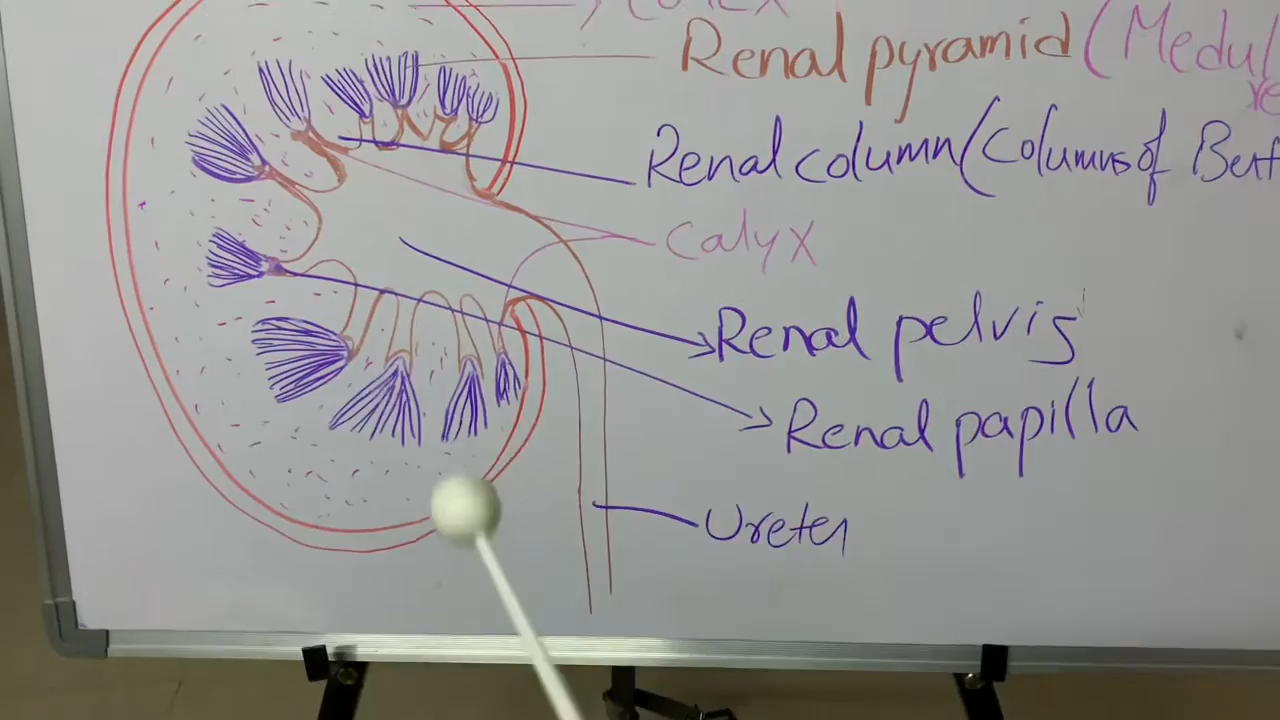 Renal pyramid (Medul
Renal column (Columns of Bert
Calyx
Renal pelvis
Renal papilla
Ureter